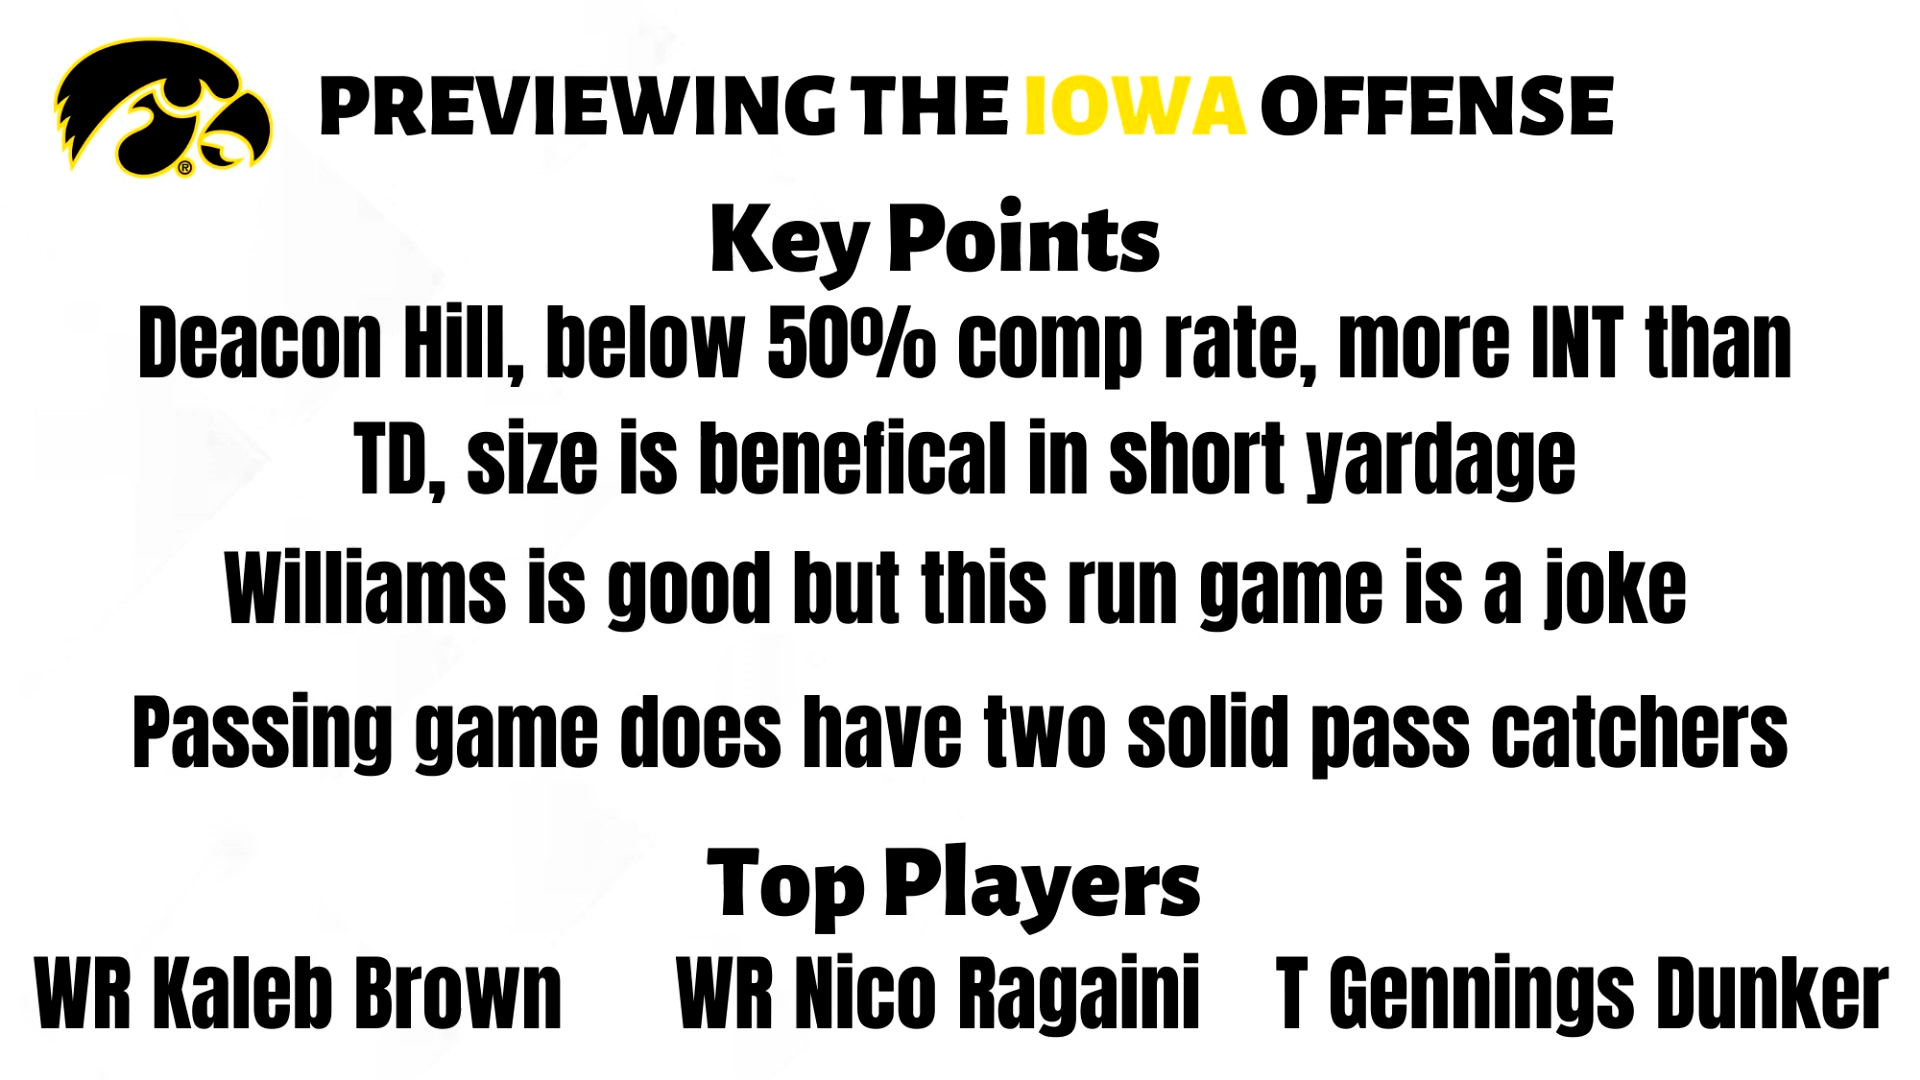 PREVIEWING THE IOWA OFFENSE
Key Points
Deacon Hill, below 50% comp rate, more INT than
TD, size is benefical in short yardage
Williams is good but this run game is a joke
Passing game does have two solid pass catchers
Top Players
WR Kaleb Brown WR Nico Ragaini T Gennings Dunker
®